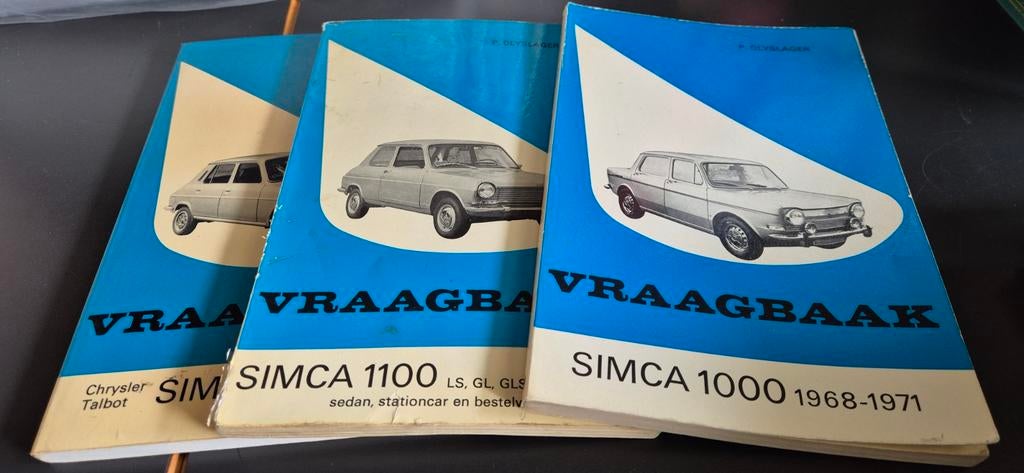 VRAA
Chrysler
Talbot
SIM
P. OLYSLAGER
VRAAGBA
SIMCA 1100 LS, GL, GLS
sedan, stationcar en bestelv
P. OLYSLAGER
VRAAGBAAK
SIMCA 1000 1968-1971